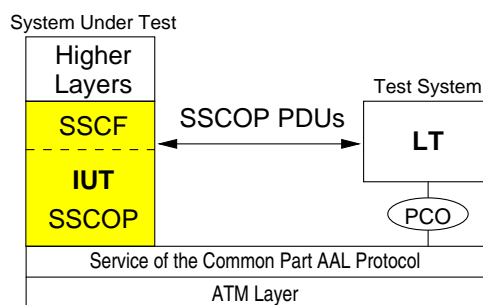 System Under Test
Higher
Layers
Test System
SSCF
SSCOP PDUs
LT
IUT
SSCOP
PCO
Service of the Common Part AAL Protocol
ATM Layer